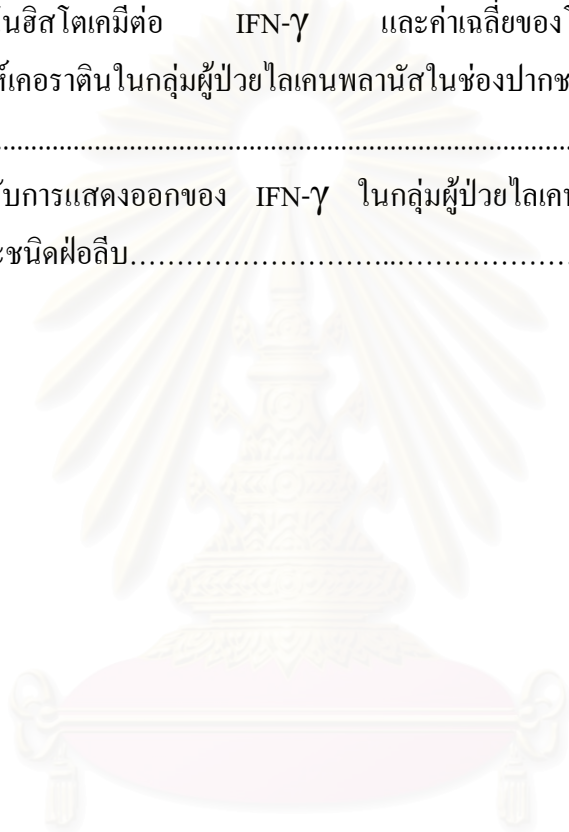 นฮิสโตเคมีต่อ IFN-γ และค่าเฉลี่ยของ
ห์เคอราตินในกลุ่มผู้ป่วยไลเคนพลานัสในช่องปากช
....................................................................................
บการแสดงออกของ IFN-γ ในกลุ่มผู้ป่วยไลเค
ะชนิดฝ่อลีบ………………………..………………